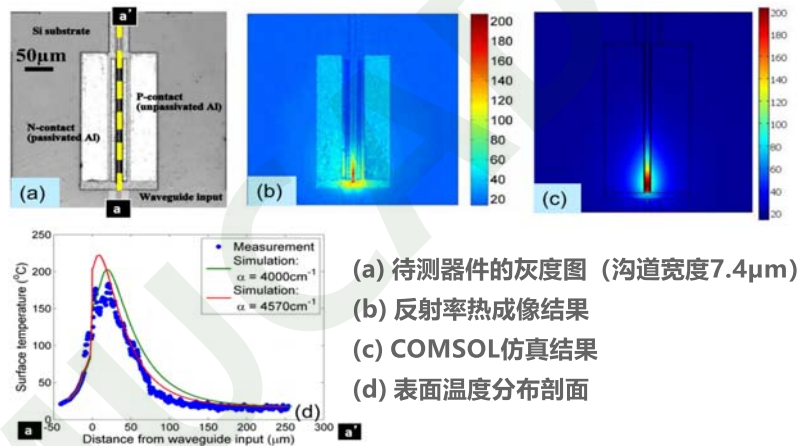 a'
Si substrate
50μm
P-contact
(unpassivated Al)
N-contact
(passivated Al)
Waveguide input
(a)
a
200
180
160
140
120
100
80
60
40
20
(b)
200
180
160
140
120
100
80
60
40
20
(c)
250
200
150
100
50
0
Surface temperature (°C)
Measurement
Simulation:
α = 4000cm⁻¹
Simulation:
α = 4570cm⁻¹
(d)
-50 0 50 100 150 200 250 300
a
Distance from waveguide input (μm)
a'
(a) 待测器件的灰度图 (沟道宽度7.4μm)
(b) 反射率热成像结果
(c) COMSOL仿真结果
(d) 表面温度分布剖面